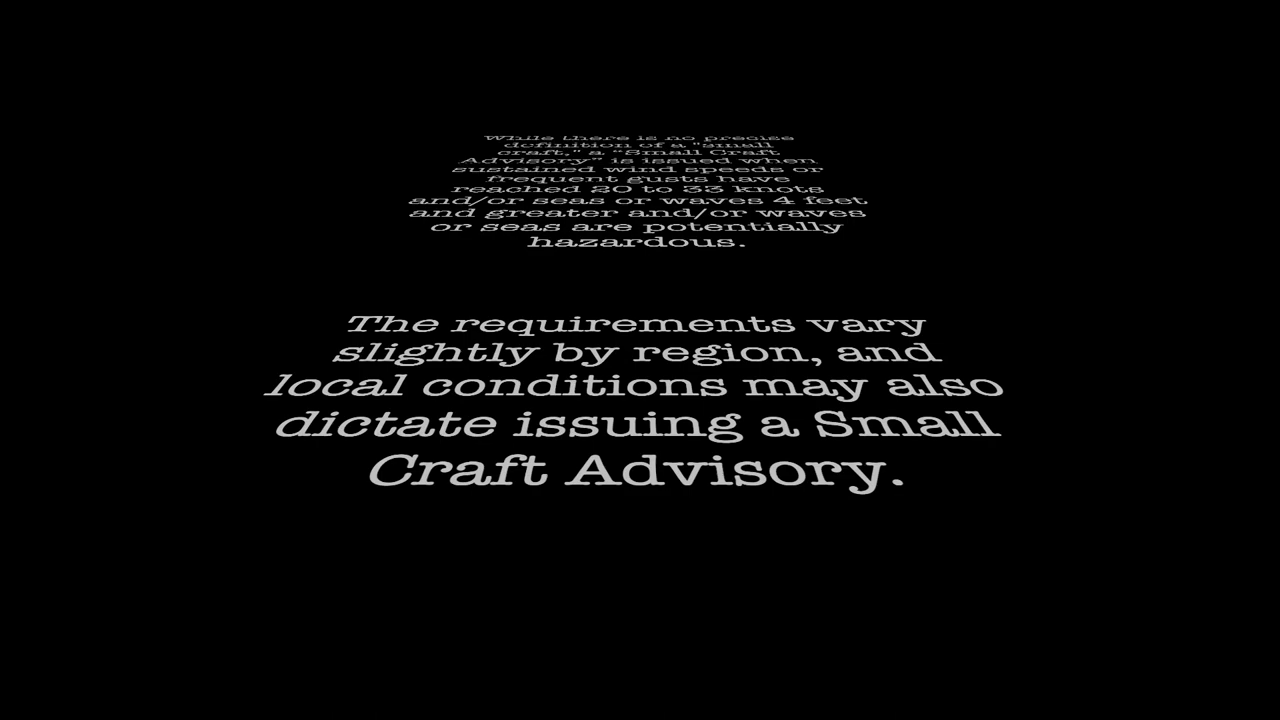 While there is no precise
definition of a "small
craft," a "Small Craft
Advisory" is issued when
sustained wind speeds or
frequent gusts have
reached 20 to 33 knots
and/or seas or waves 4 feet
and greater and/or waves
or seas are potentially
hazardous.
The requirements vary
slightly by region, and
local conditions may also
dictate issuing a Small
Craft Advisory.